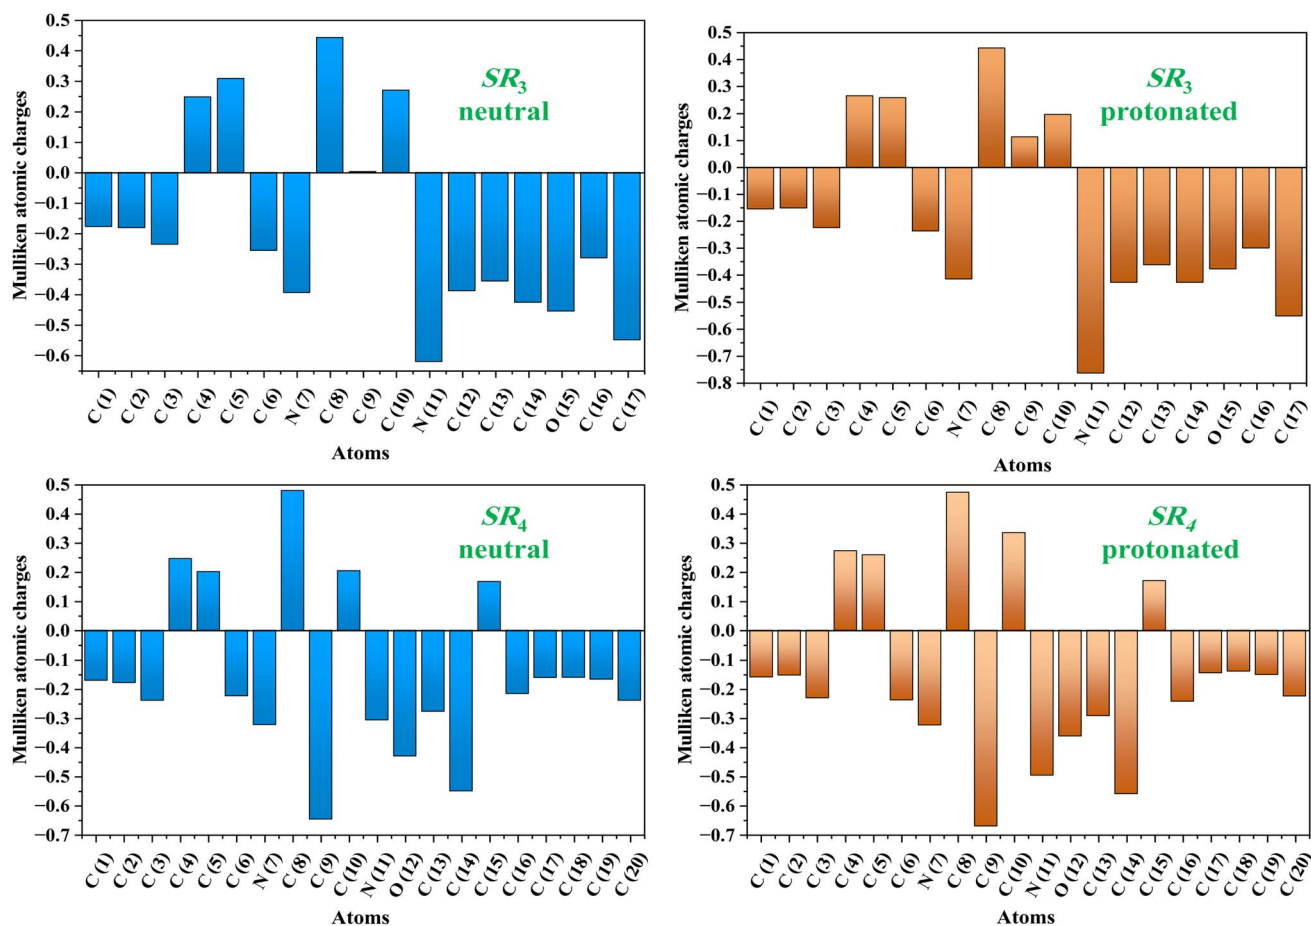 0.5
0.4
0.3
0.2
0.1
0.0
−0.1
−0.2
−0.3
−0.4
−0.5
−0.6
Mulliken atomic charges
SR3
neutral
C (1) C (2) C (3) C (4) C (5) C (6) N (7) C (8) C (9) C (10) N (11) C (12) C (13) C (14) O (15) C (16) C (17)
Atoms
0.5
0.4
0.3
0.2
0.1
0.0
−0.1
−0.2
−0.3
−0.4
−0.5
−0.6
−0.7
−0.8
Mulliken atomic charges
SR3
protonated
C (1) C (2) C (3) C (4) C (5) C (6) N (7) C (8) C (9) C (10) N (11) C (12) C (13) C (14) O (15) C (16) C (17)
Atoms
0.5
0.4
0.3
0.2
0.1
0.0
−0.1
−0.2
−0.3
−0.4
−0.5
−0.6
−0.7
Mulliken atomic charges
SR4
neutral
C (1) C (2) C (3) C (4) C (5) C (6) N (7) C (8) C (9) C (10) N (11) O (12) C (13) C (14) C (15) C (16) C (17) C (18) C (19) C (20)
Atoms
0.5
0.4
0.3
0.2
0.1
0.0
−0.1
−0.2
−0.3
−0.4
−0.5
−0.6
−0.7
Mulliken atomic charges
SR4
protonated
C (1) C (2) C (3) C (4) C (5) C (6) N (7) C (8) C (9) C (10) N (11) O (12) C (13) C (14) C (15) C (16) C (17) C (18) C (19) C (20)
Atoms